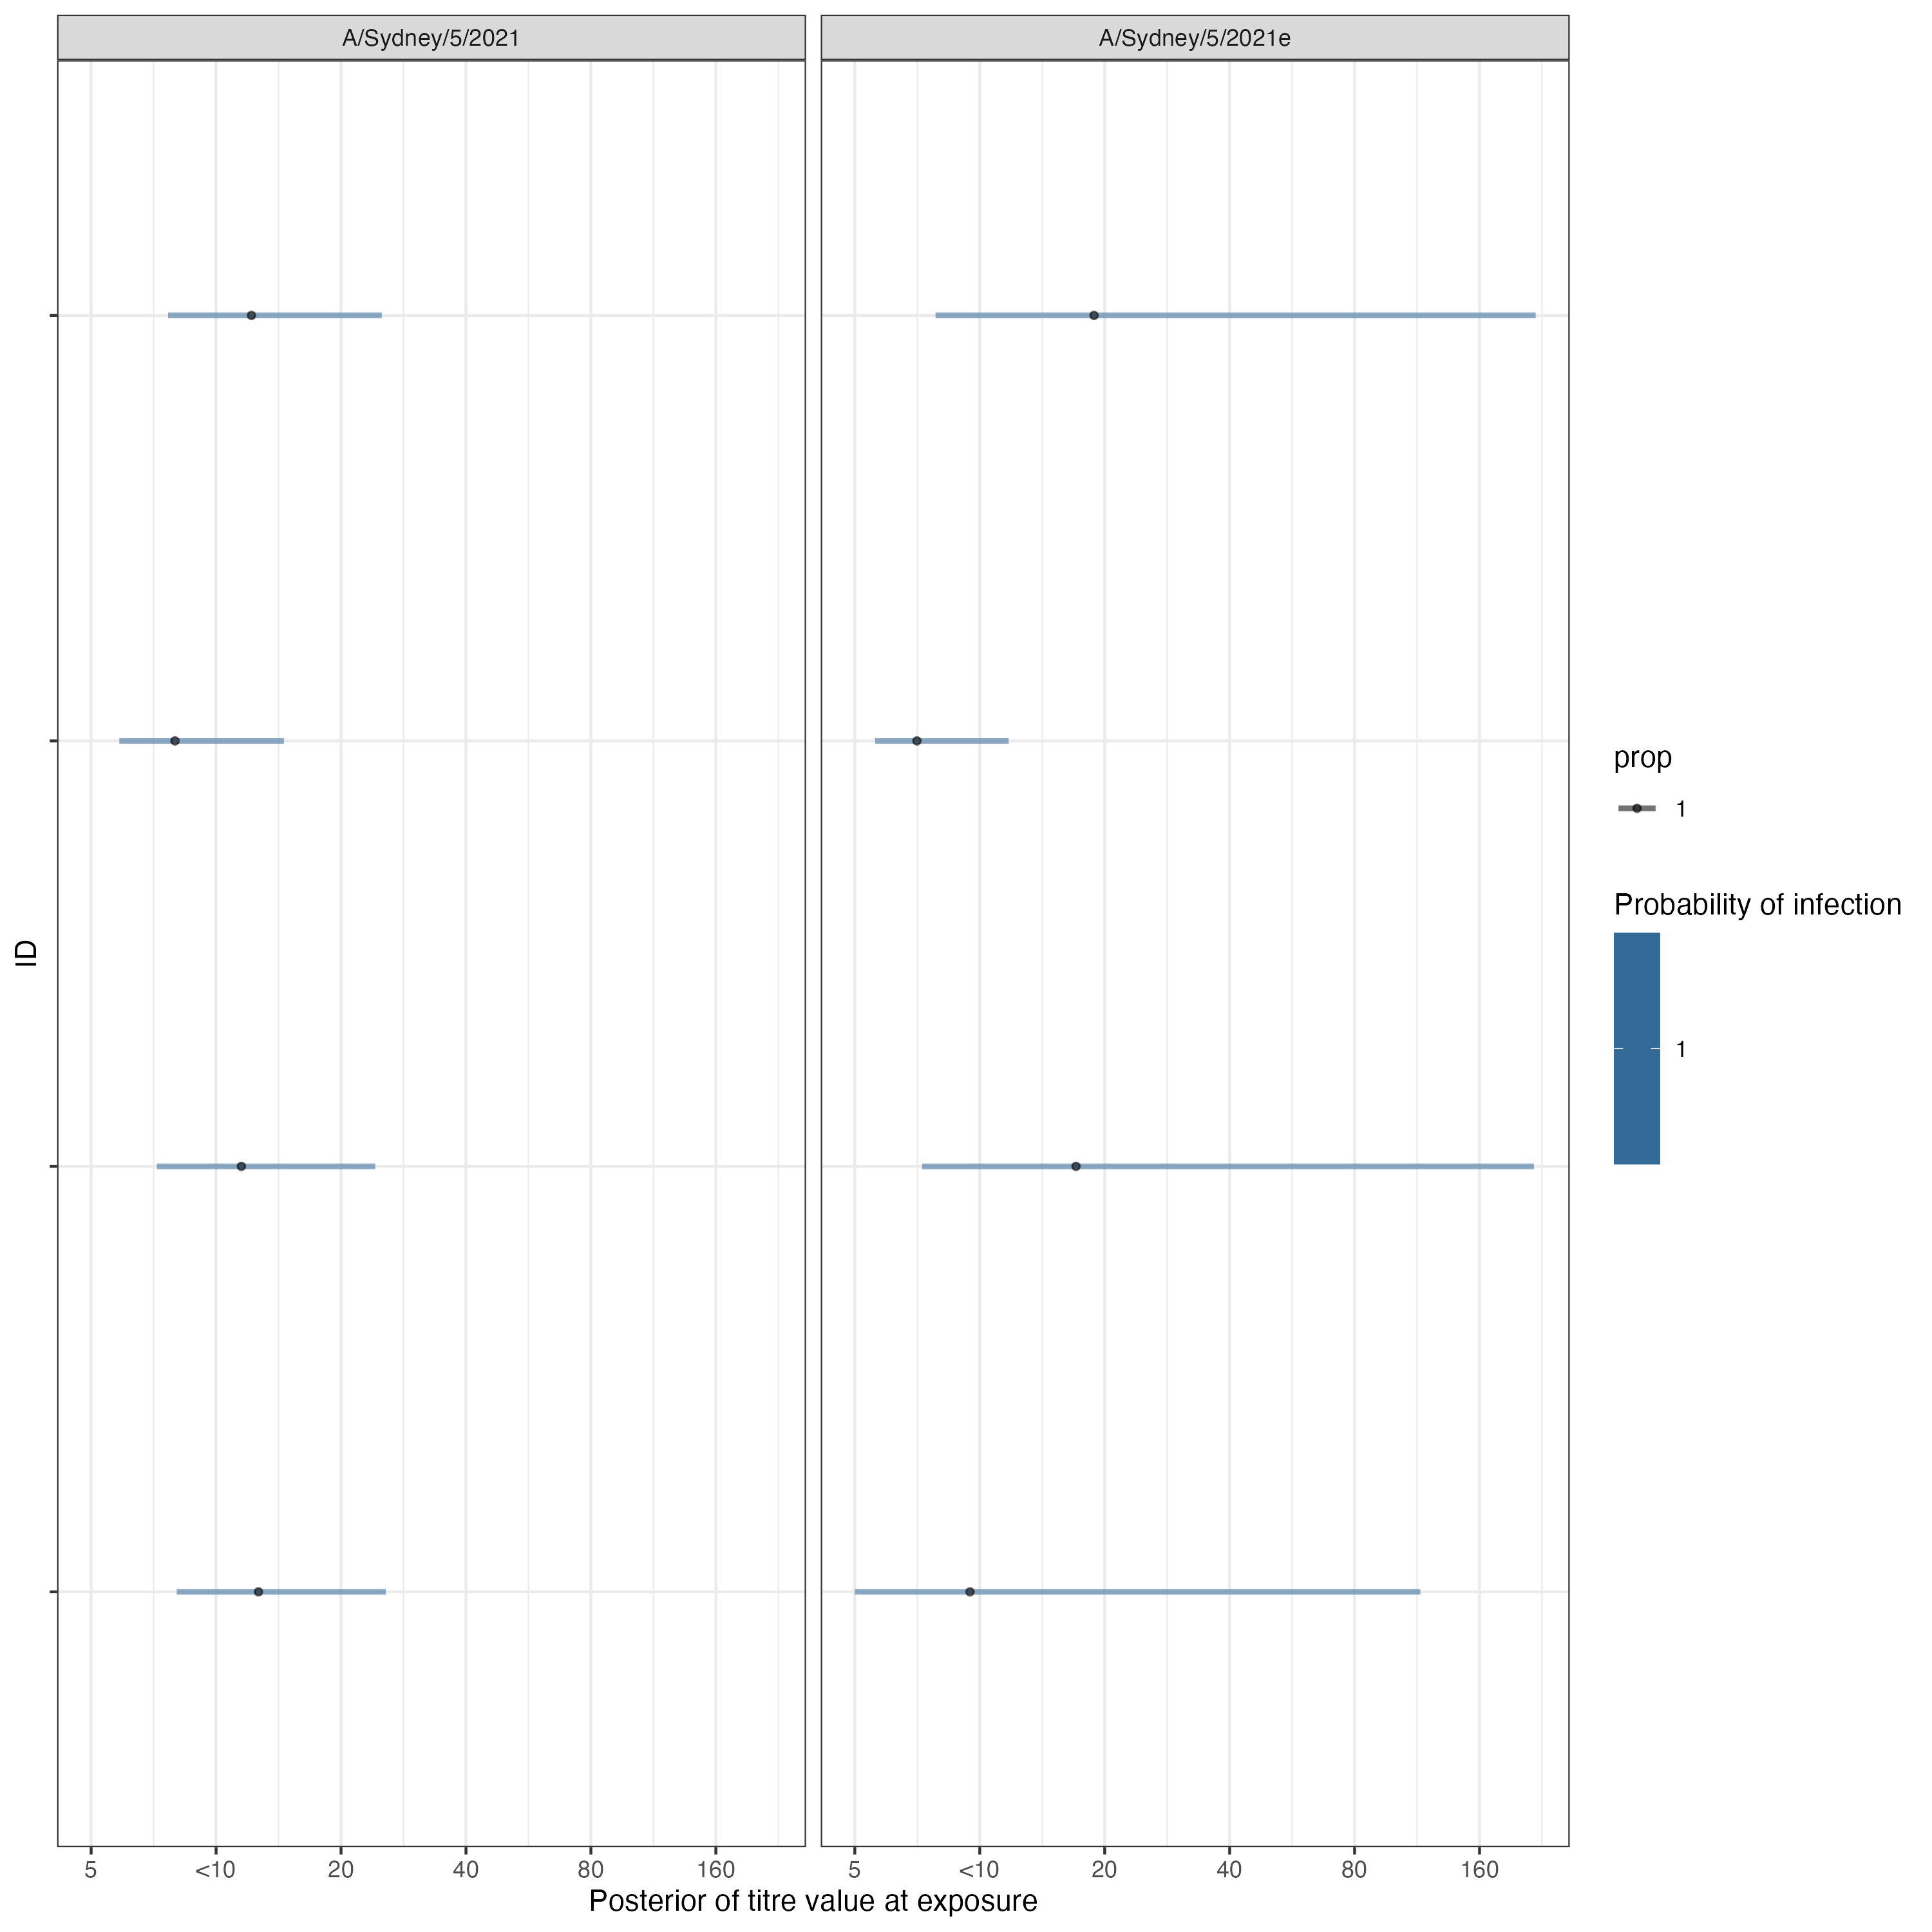 A/Sydney/5/2021
A/Sydney/5/2021e
ID
prop
1
Probability of infection
1
5 <10 20 40 80 160
5 <10 20 40 80 160
Posterior of titre value at exposure